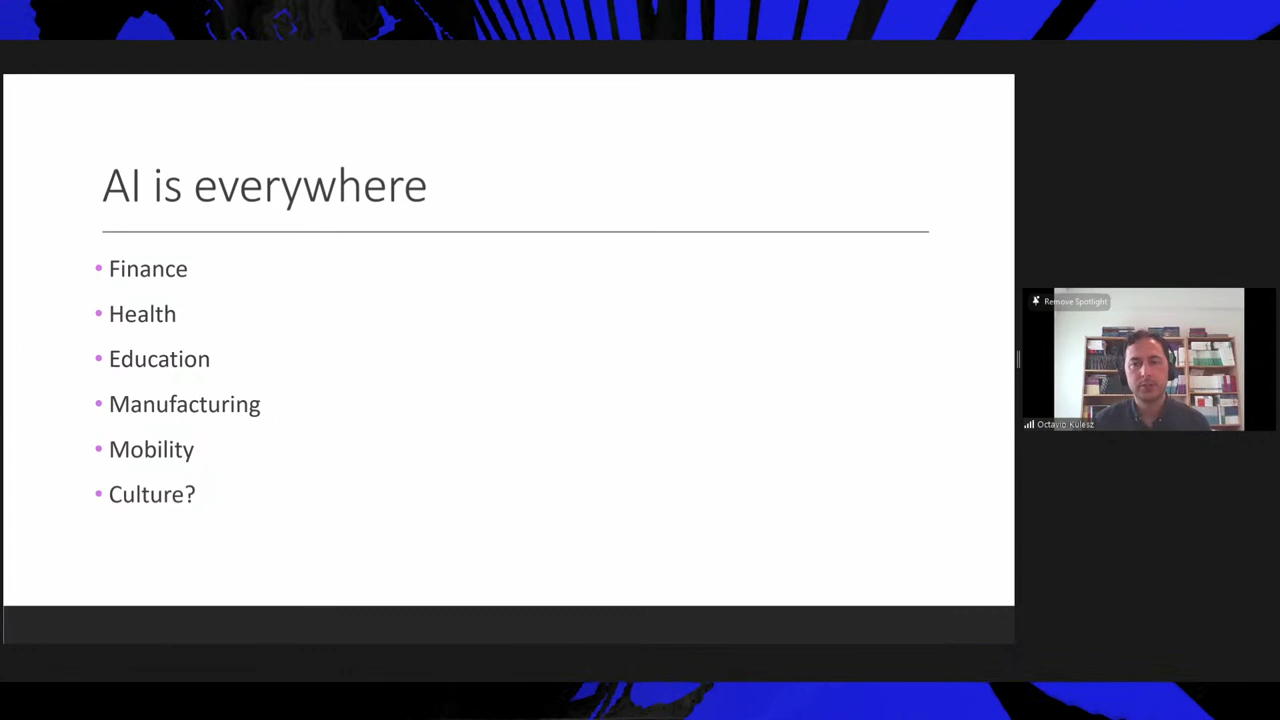 AI is everywhere
• Finance
• Health
• Education
• Manufacturing
• Mobility
• Culture?
Remove Spotlight
Octavio Kulesz